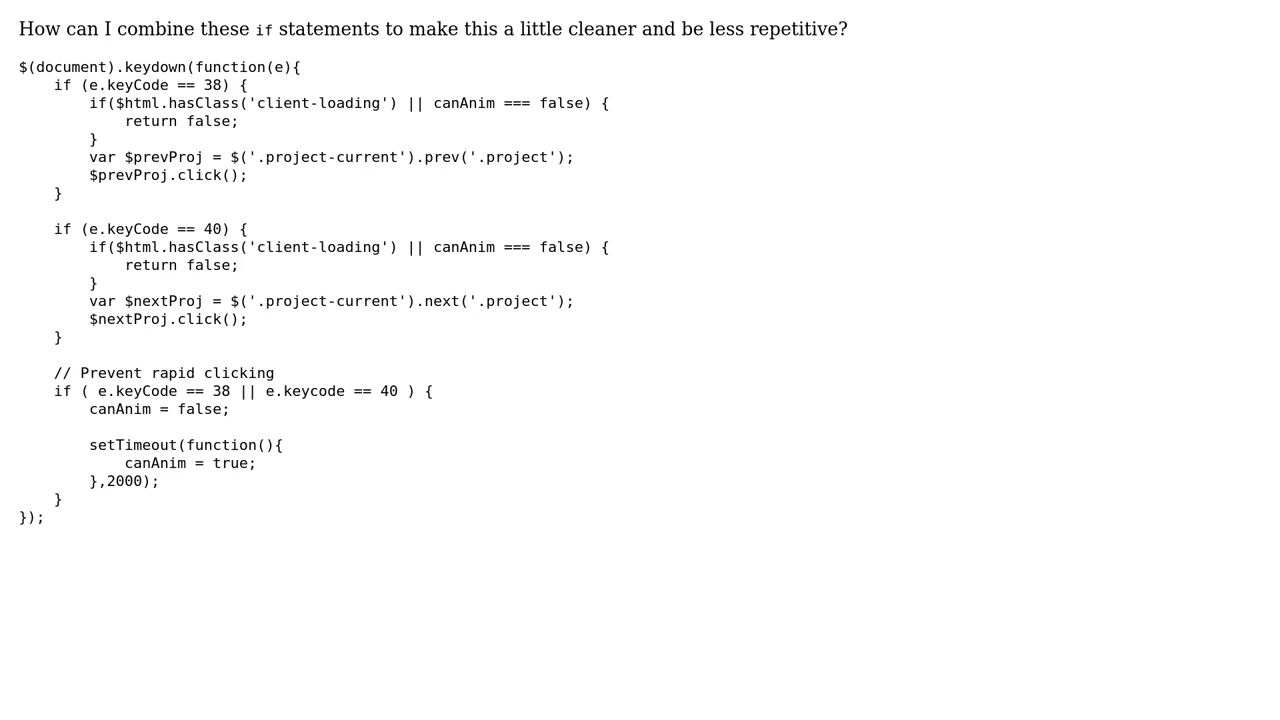 How can I combine these if statements to make this a little cleaner and be less repetitive?
$(document).keydown(function(e){
    if (e.keyCode == 38) {
        if($html.hasClass('client-loading') || canAnim === false) {
            return false;
        }
        var $prevProj = $('.project-current').prev('.project');
        $prevProj.click();
    }

    if (e.keyCode == 40) {
        if($html.hasClass('client-loading') || canAnim === false) {
            return false;
        }
        var $nextProj = $('.project-current').next('.project');
        $nextProj.click();
    }

    // Prevent rapid clicking
    if ( e.keyCode == 38 || e.keycode == 40 ) {
        canAnim = false;

        setTimeout(function(){
            canAnim = true;
        },2000);
    }
});